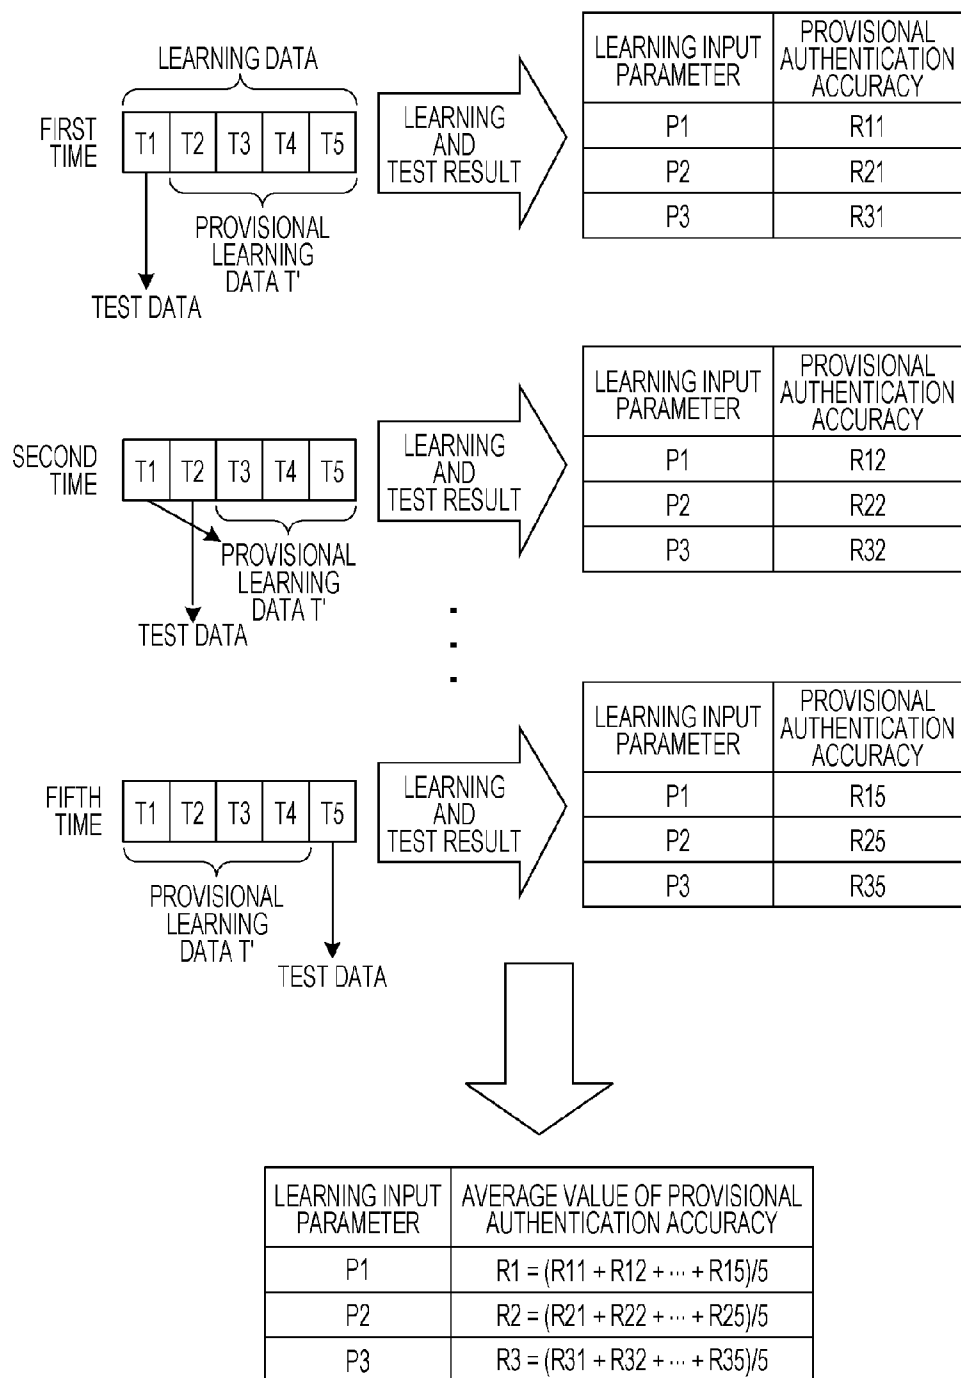 LEARNING DATA
FIRST
TIME
T1 T2 T3 T4 T5
PROVISIONAL
LEARNING
DATA T'
TEST DATA
LEARNING
AND
TEST RESULT
LEARNING INPUT
PARAMETER
PROVISIONAL
AUTHENTICATION
ACCURACY
P1 R11
P2 R21
P3 R31
SECOND
TIME
T1 T2 T3 T4 T5
PROVISIONAL
LEARNING
DATA T'
TEST DATA
LEARNING
AND
TEST RESULT
LEARNING INPUT
PARAMETER
PROVISIONAL
AUTHENTICATION
ACCURACY
P1 R12
P2 R22
P3 R32
FIFTH
TIME
T1 T2 T3 T4 T5
PROVISIONAL
LEARNING
DATA T'
TEST DATA
LEARNING
AND
TEST RESULT
LEARNING INPUT
PARAMETER
PROVISIONAL
AUTHENTICATION
ACCURACY
P1 R15
P2 R25
P3 R35
LEARNING INPUT
PARAMETER
AVERAGE VALUE OF PROVISIONAL
AUTHENTICATION ACCURACY
P1 R1 = (R11 + R12 + ··· + R15)/5
P2 R2 = (R21 + R22 + ··· + R25)/5
P3 R3 = (R31 + R32 + ··· + R35)/5